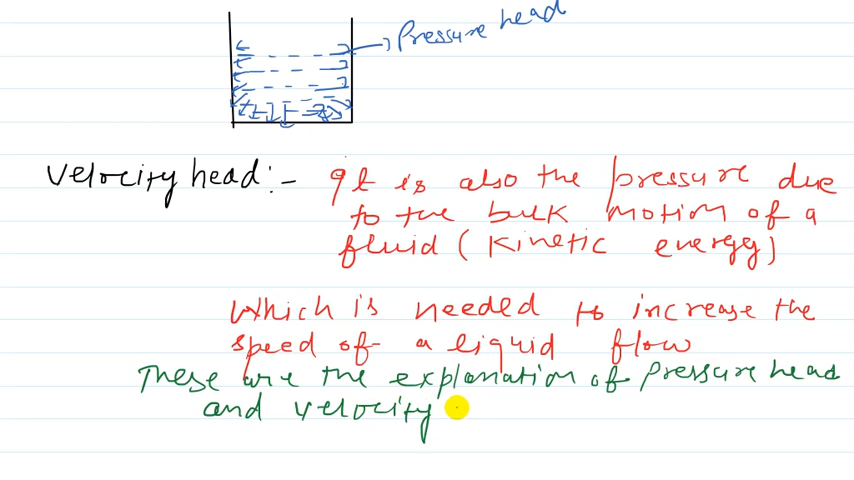 Pressure head
Velocity head :- It is also the pressure due
to the bulk motion of a
fluid ( Kinetic energy)
Which is needed to increase the
speed of a liquid flow
These are the explanation of pressure head
and velocity